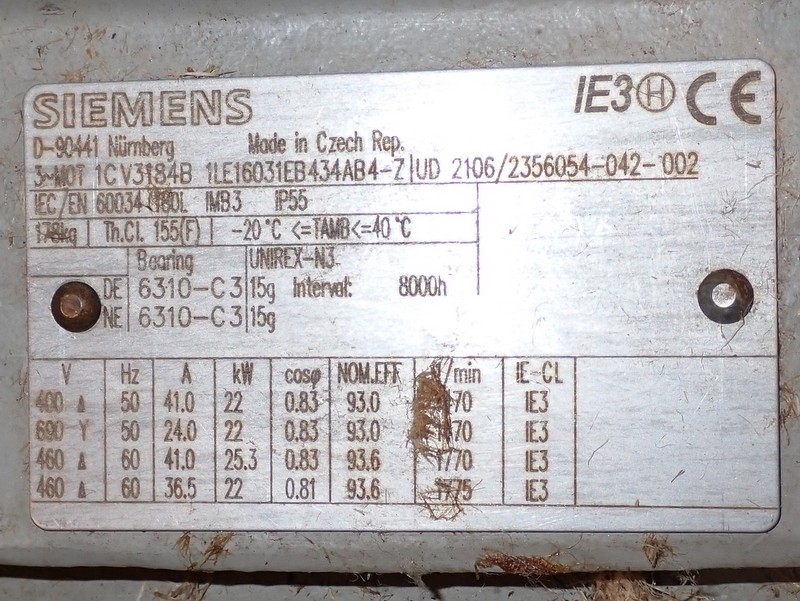 SIEMENS IE3 H CE
D-90441 Nürnberg Made in Czech Rep.
3~MOT 1CV3184B 1LE16031EB434AB4-Z UD 2106/2356054-042-002
IEC/EN 60034 180L IMB3 IP55
178kg Th.Cl. 155(F) -20°C <=TAMB<=40°C
Bearing UNIREX-N3
DE 6310-C3 15g Interval: 8000h
NE 6310-C3 15g
V Hz A kW cosφ NOM.EFF 1/min IE-CL
400 Δ 50 41.0 22 0.83 93.0 IE3
690 Y 50 24.0 22 0.83 93.0 IE3
460 Δ 60 41.0 25.3 0.83 93.6 1770 IE3
460 Δ 60 36.5 22 0.81 93.6 1775 IE3